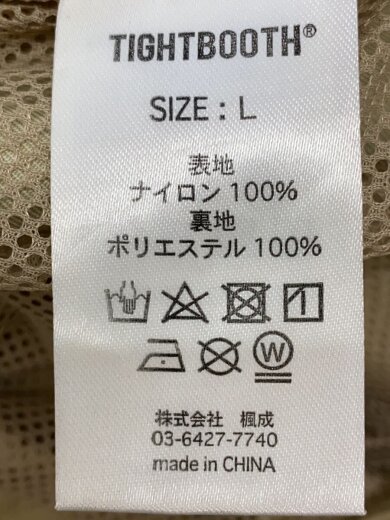 TIGHTBOOTH®
SIZE : L
表地
ナイロン 100%
裏地
ポリエステル 100%
W
株式会社 楓成
03-6427-7740
made in CHINA